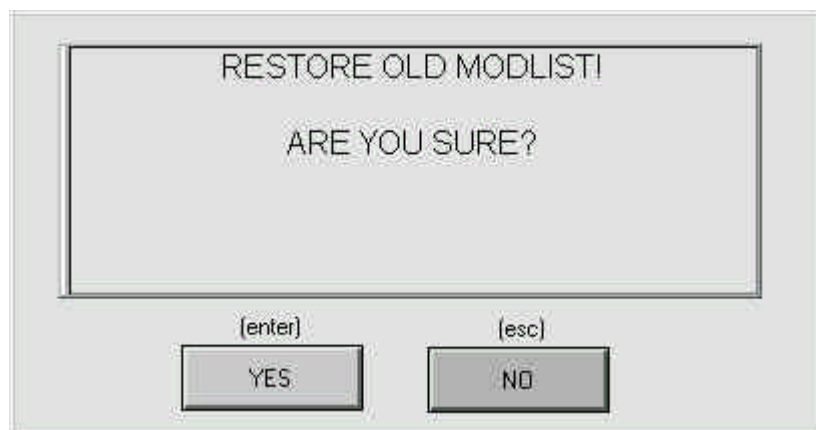 RESTORE OLD MODLIST!
ARE YOU SURE?
(enter) (esc)
YES NO